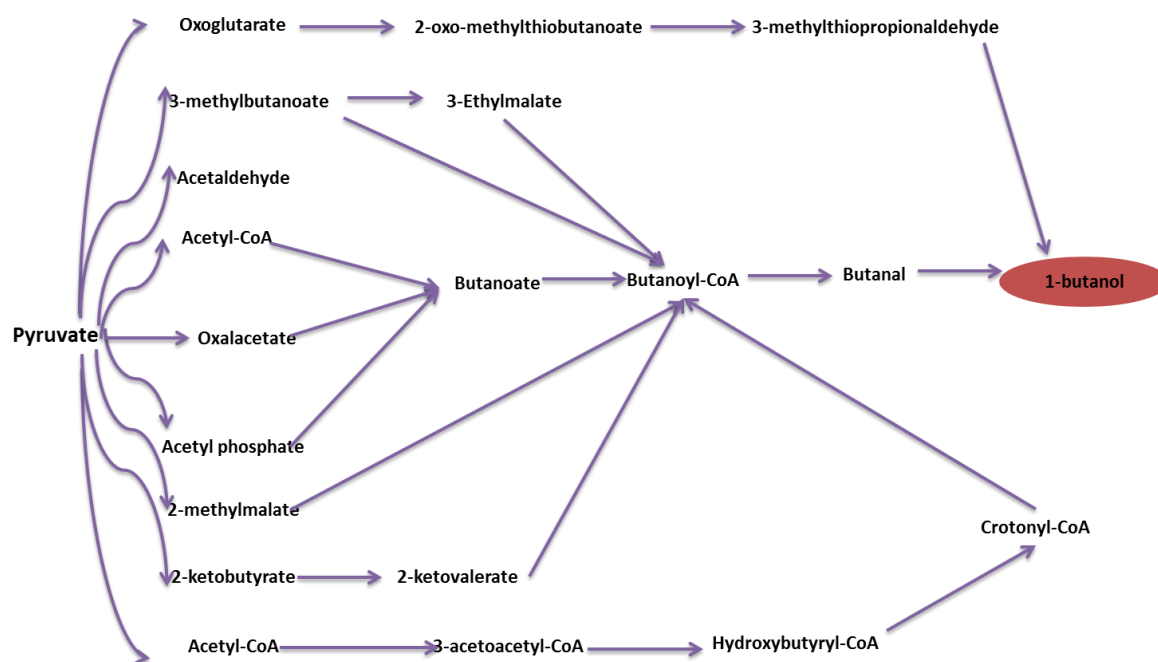 Oxoglutarate
2-oxo-methylthiobutanoate
3-methylthiopropionaldehyde
3-methylbutanoate
3-Ethylmalate
Acetaldehyde
Acetyl-CoA
Butanoate
Butanoyl-CoA
Butanal
1-butanol
Pyruvate
Oxalacetate
Acetyl phosphate
2-methylmalate
Crotonyl-CoA
2-ketobutyrate
2-ketovalerate
Acetyl-CoA
3-acetoacetyl-CoA
Hydroxybutyryl-CoA